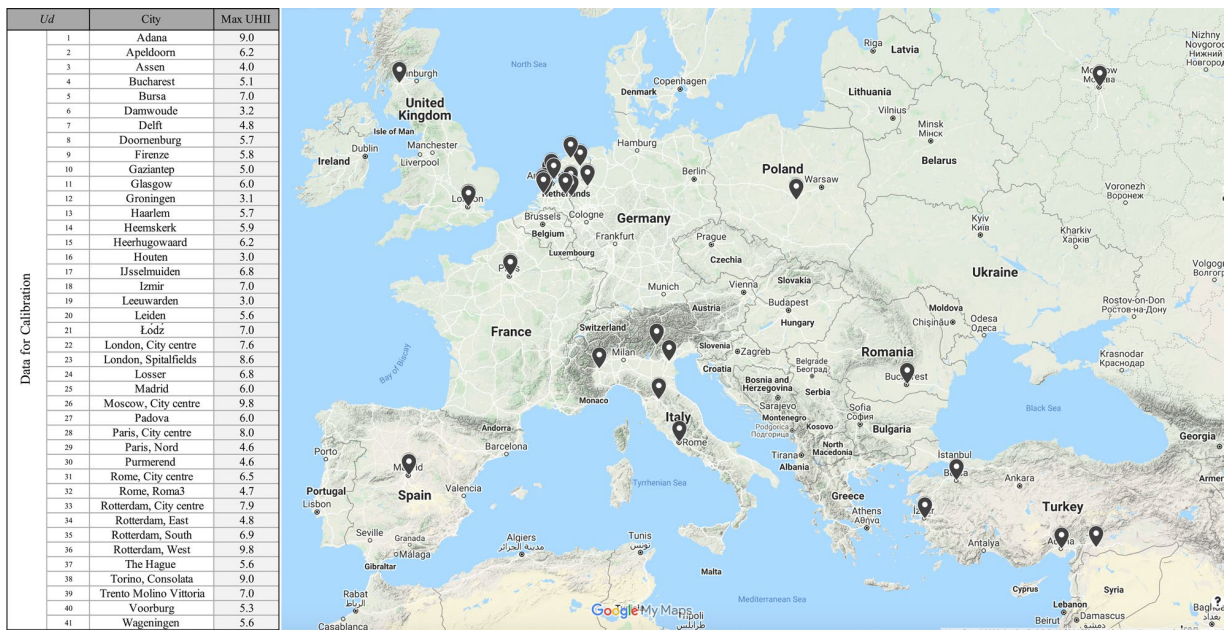 Ud City Max UHII
Data for Calibration
1 Adana 9.0
2 Apeldoorn 6.2
3 Assen 4.0
4 Bucharest 5.1
5 Bursa 7.0
6 Damwoude 3.2
7 Delft 4.8
8 Doornenburg 5.7
9 Firenze 5.8
10 Gaziantep 5.0
11 Glasgow 6.0
12 Groningen 3.1
13 Haarlem 5.7
14 Heemskerk 5.9
15 Heerhugowaard 6.2
16 Houten 3.0
17 IJsselmuiden 6.8
18 Izmir 7.0
19 Leeuwarden 3.0
20 Leiden 5.6
21 Łodz 7.0
22 London, City centre 7.6
23 London, Spitalfields 8.6
24 Losser 6.8
25 Madrid 6.0
26 Moscow, City centre 9.8
27 Padova 6.0
28 Paris, City centre 8.0
29 Paris, Nord 4.6
30 Purmerend 4.6
31 Rome, City centre 6.5
32 Rome, Roma3 4.7
33 Rotterdam, City centre 7.9
34 Rotterdam, East 4.8
35 Rotterdam, South 6.9
36 Rotterdam, West 9.8
37 The Hague 5.6
38 Torino, Consolata 9.0
39 Trento Molino Vittoria 7.0
40 Voorburg 5.3
41 Wageningen 5.6
North Sea
Riga
Latvia
Nizhny
Novgorod
Нижний
Новгород
Москва
Copenhagen
Denmark
Lithuania
Vilnius
United
Kingdom
Isle of Man
Dublin
Ireland
Manchester
Liverpool
Hamburg
Minsk
Мінск
Belarus
Berlin
Poland
Warsaw
Netherlands
Voronezh
Воронеж
Brussels
Belgium
Cologne
Germany
Kyiv
Київ
Kharkiv
Харків
Luxembourg
Frankfurt
Prague
Czechia
Ukraine
Volgograd
Slovakia
Munich
Vienna
Austria
Budapest
Hungary
Moldova
Chișinău
Odesa
Одеса
Rostov-on-Don
Ростов-на-Дону
France
Switzerland
Milan
Slovenia
Zagreb
Croatia
Romania
Krasnodar
Краснодар
Bay of Biscay
Monaco
Bosnia and
Herzegovina
Sarajevo
Belgrade
Београд
Serbia
Black Sea
Italy
Rome
Montenegro
Podgorica
Подгорица
Kosovo
Sofia
София
Bulgaria
Georgia
Andorra
Barcelona
Porto
North
Macedonia
Tirana
Albania
İstanbul
Ankara
Portugal
Lisbon
Spain
Valencia
Tyrrhenian Sea
Greece
Athens
Αθήνα
Turkey
Seville
Granada
Málaga
Gibraltar
Algiers
مدينة الجزائر
Tunis
تونس
Antalya
Malta
Cyprus
Syria
Rabat
الرباط
Casablanca
Mediterranean Sea
Lebanon
Beirut
Damascus
دمشق
Tripoli
طرابلس
Google My Maps
?